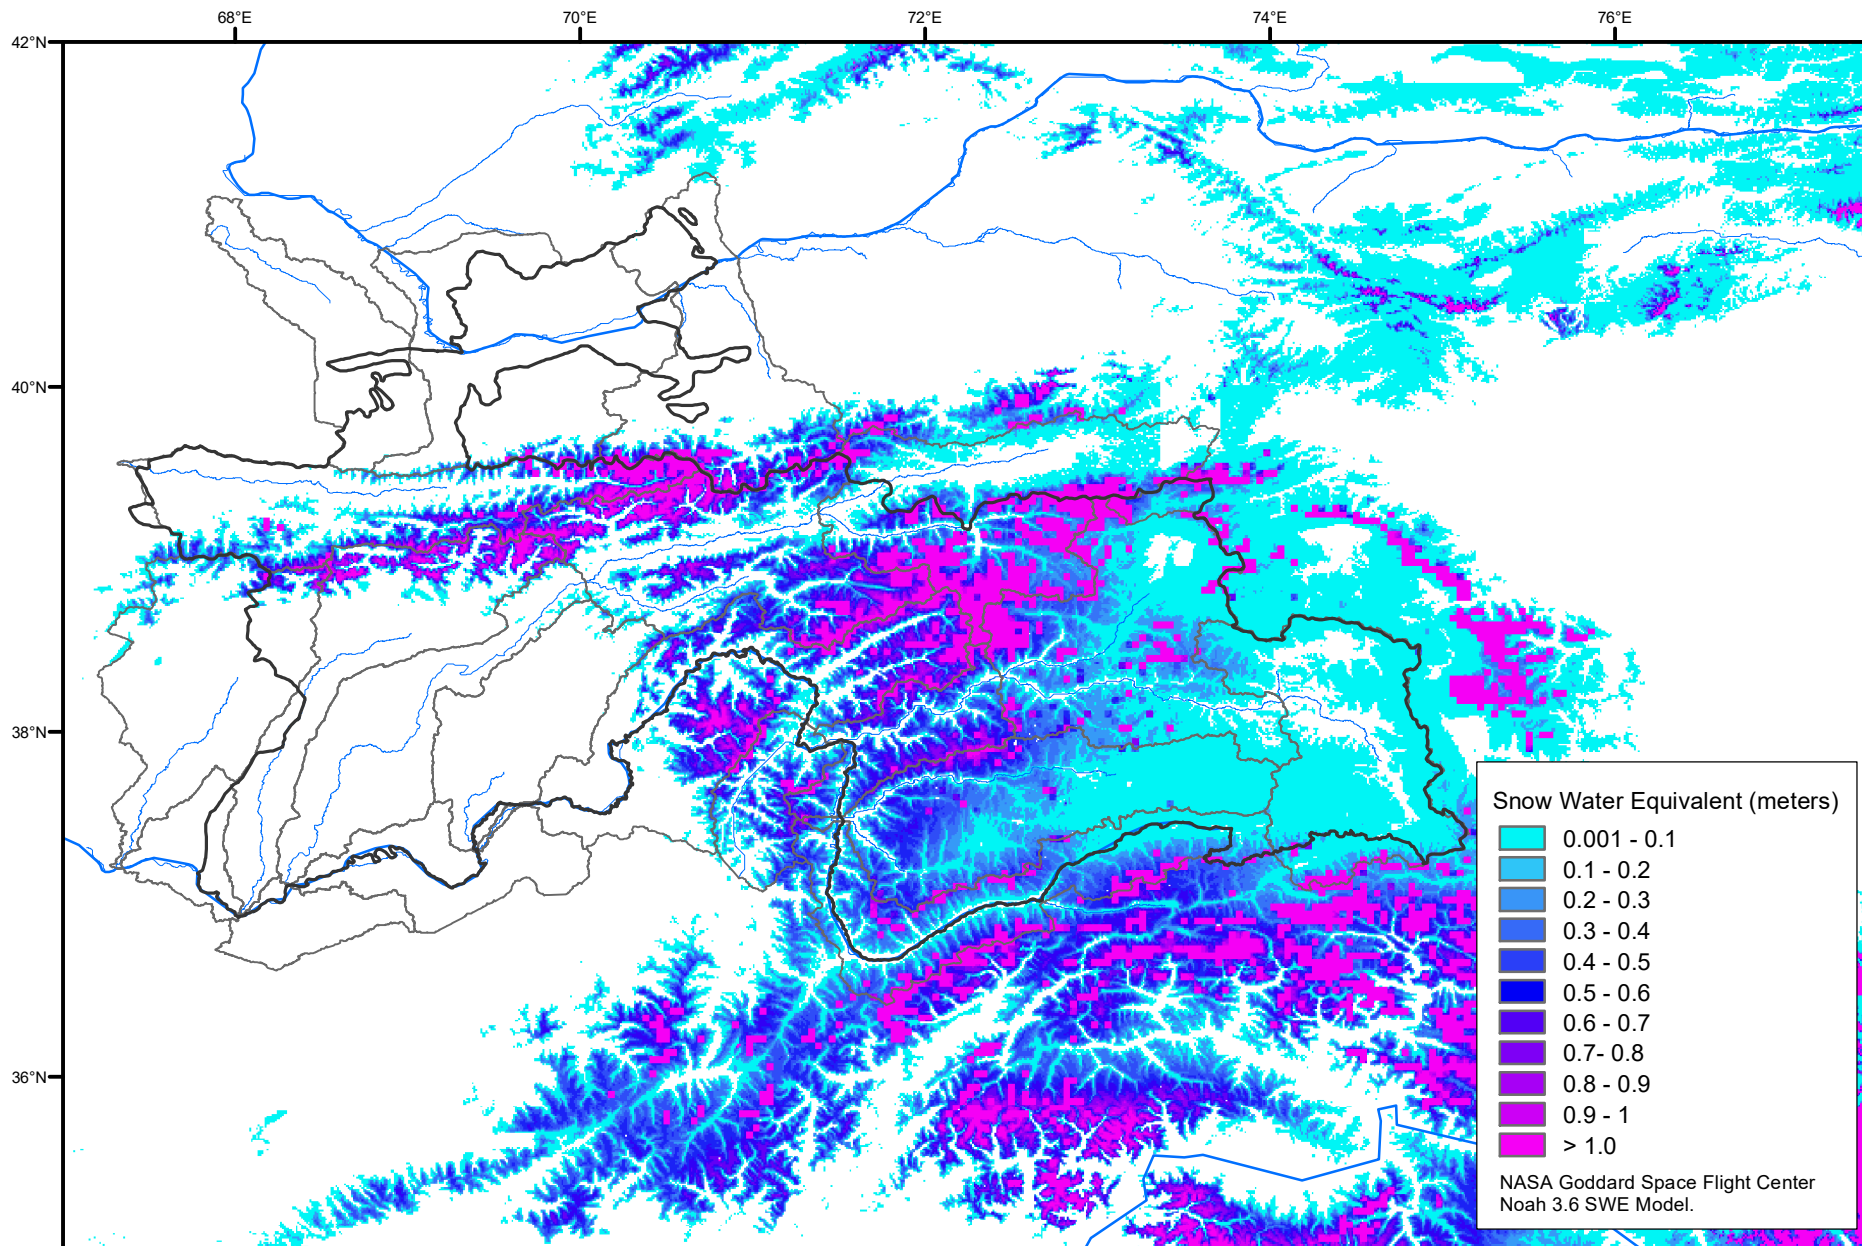 68°E
70°E
72°E
74°E
76°E
42°N
40°N
38°N
36°N
Snow Water Equivalent (meters)
0.001 - 0.1
0.1 - 0.2
0.2 - 0.3
0.3 - 0.4
0.4 - 0.5
0.5 - 0.6
0.6 - 0.7
0.7- 0.8
0.8 - 0.9
0.9 - 1
> 1.0
NASA Goddard Space Flight Center
Noah 3.6 SWE Model.